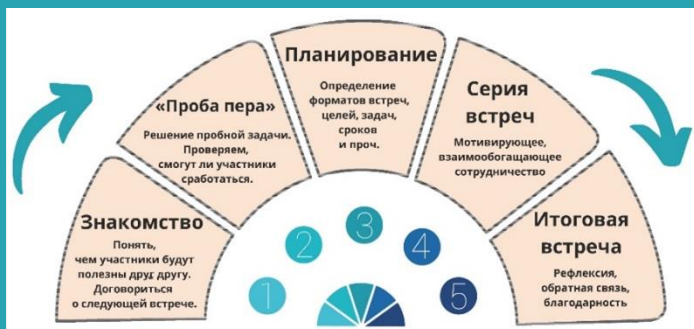 Знакомство
Понять,
чем участники будут
полезны друг другу.
Договориться
о следующей встрече.
«Проба пера»
Решение пробной задачи.
Проверяем,
смогут ли участники
сработаться.
Планирование
Определение
форматов встреч,
целей, задач,
сроков
и проч.
Серия
встреч
Мотивирующее,
взаимообогащающее
сотрудничество
Итоговая
встреча
Рефлексия,
обратная связь,
благодарность
1
2
3
4
5